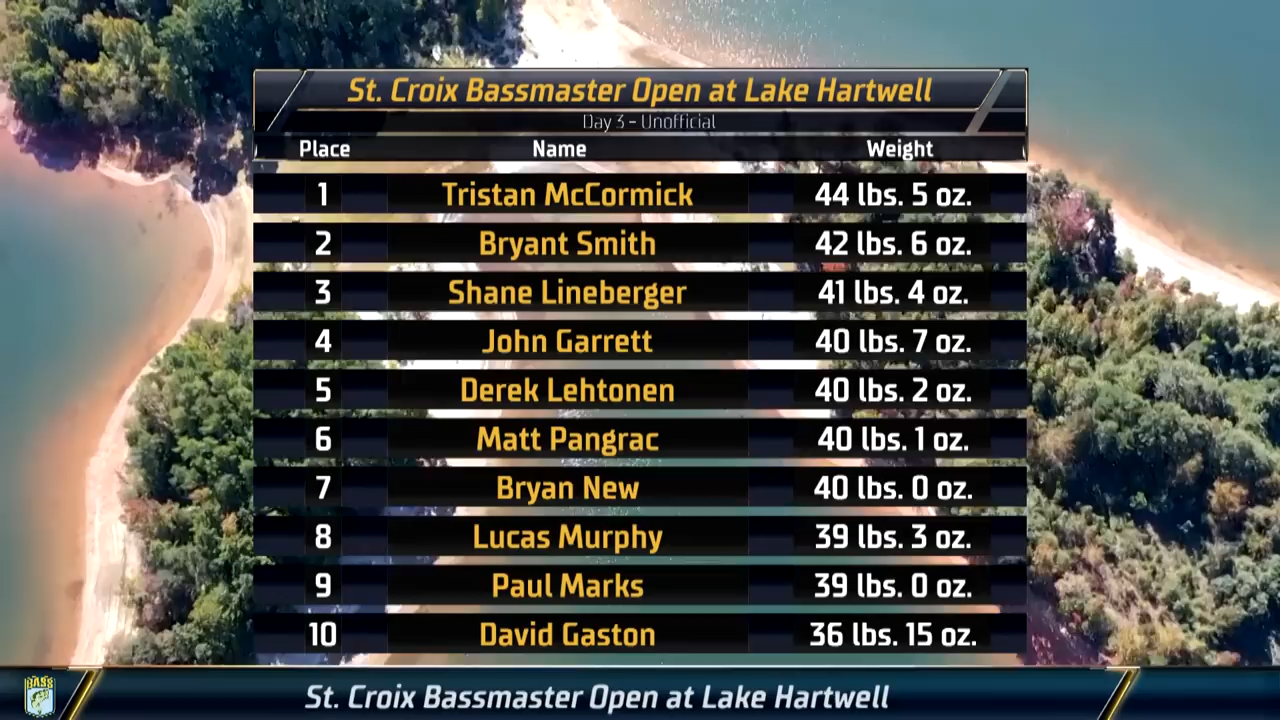 St. Croix Bassmaster Open at Lake Hartwell
Day 3 - Unofficial
Place Name Weight
1 Tristan McCormick 44 lbs. 5 oz.
2 Bryant Smith 42 lbs. 6 oz.
3 Shane Lineberger 41 lbs. 4 oz.
4 John Garrett 40 lbs. 7 oz.
5 Derek Lehtonen 40 lbs. 2 oz.
6 Matt Pangrac 40 lbs. 1 oz.
7 Bryan New 40 lbs. 0 oz.
8 Lucas Murphy 39 lbs. 3 oz.
9 Paul Marks 39 lbs. 0 oz.
10 David Gaston 36 lbs. 15 oz.
BASS
St. Croix Bassmaster Open at Lake Hartwell